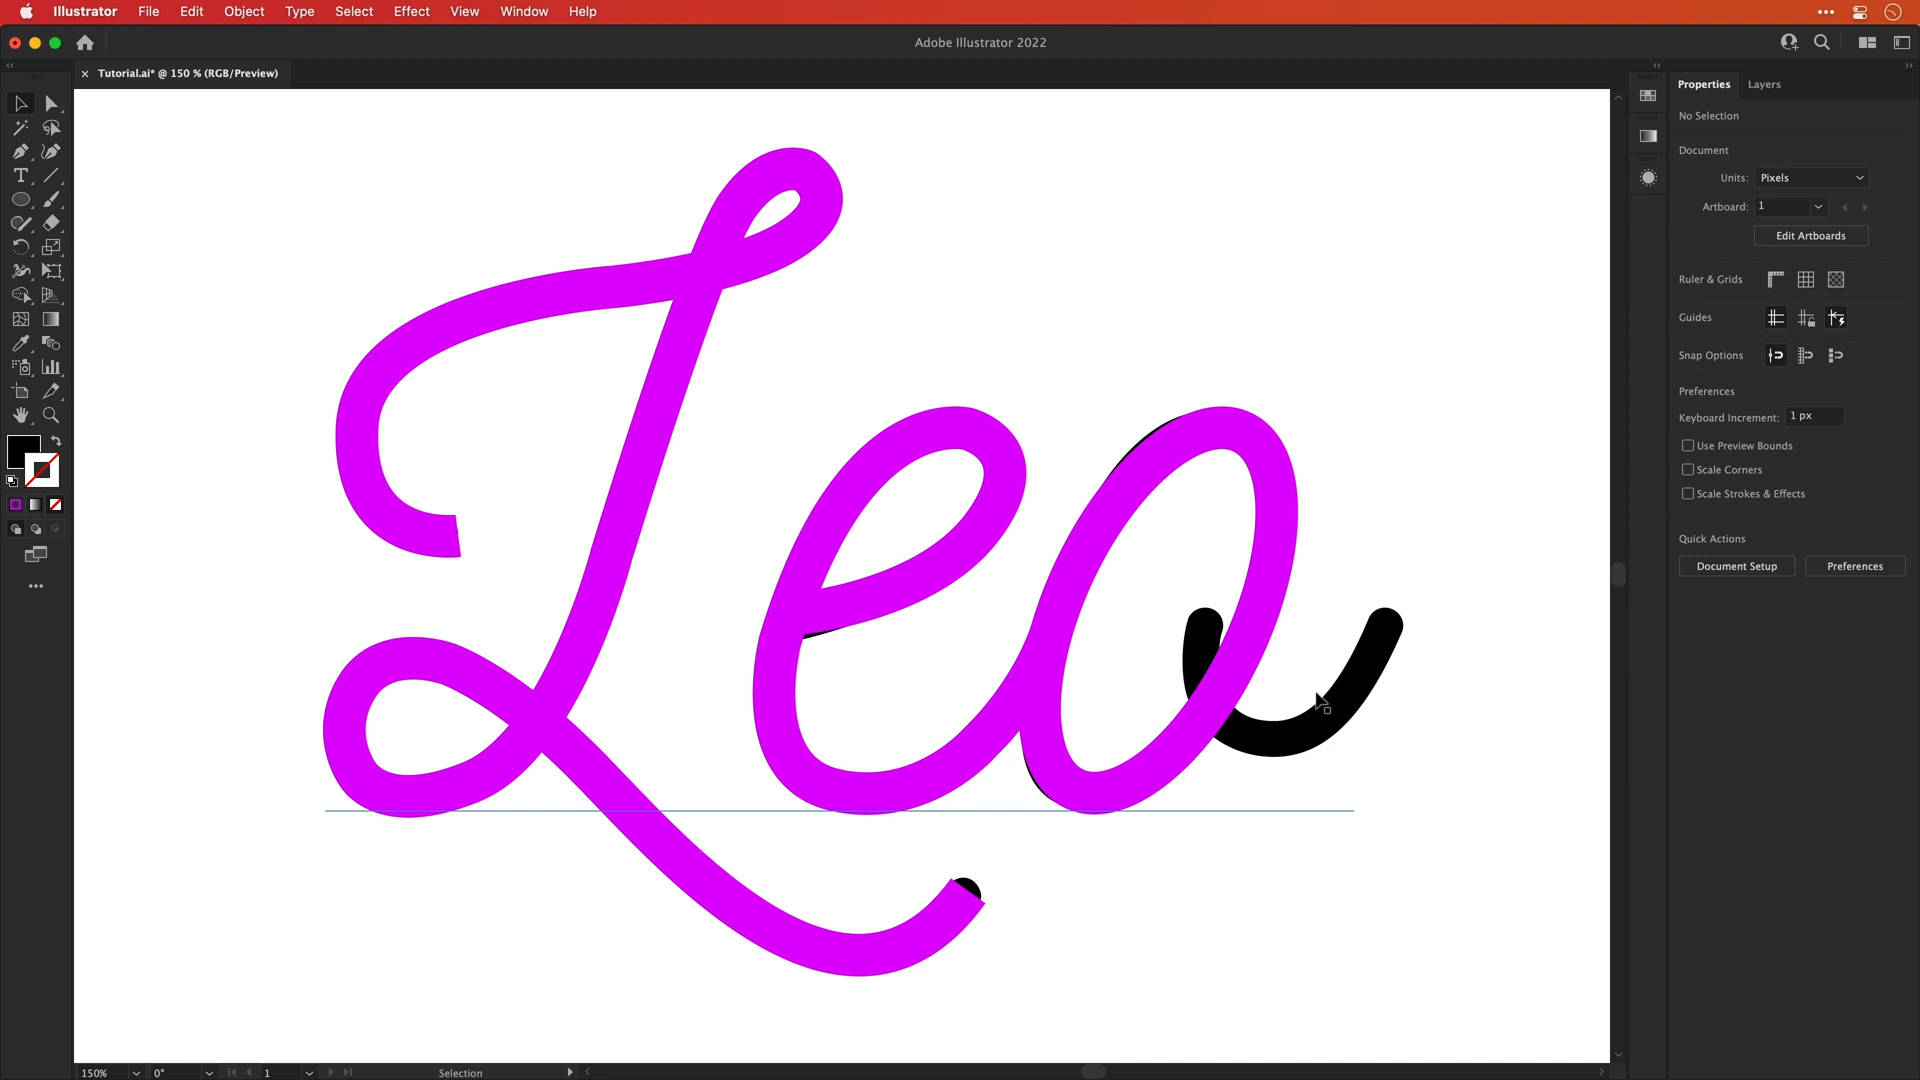 Illustrator File Edit Object Type Select Effect View Window Help
Adobe Illustrator 2022
Tutorial.ai* @ 150 % (RGB/Preview)
Properties Layers
No Selection
Document
Units: Pixels
Artboard: 1
Edit Artboards
Ruler & Grids
Guides
Snap Options
Preferences
Keyboard Increment: 1 px
Use Preview Bounds
Scale Corners
Scale Strokes & Effects
Quick Actions
Document Setup Preferences
Leo
150% 0° 1 Selection